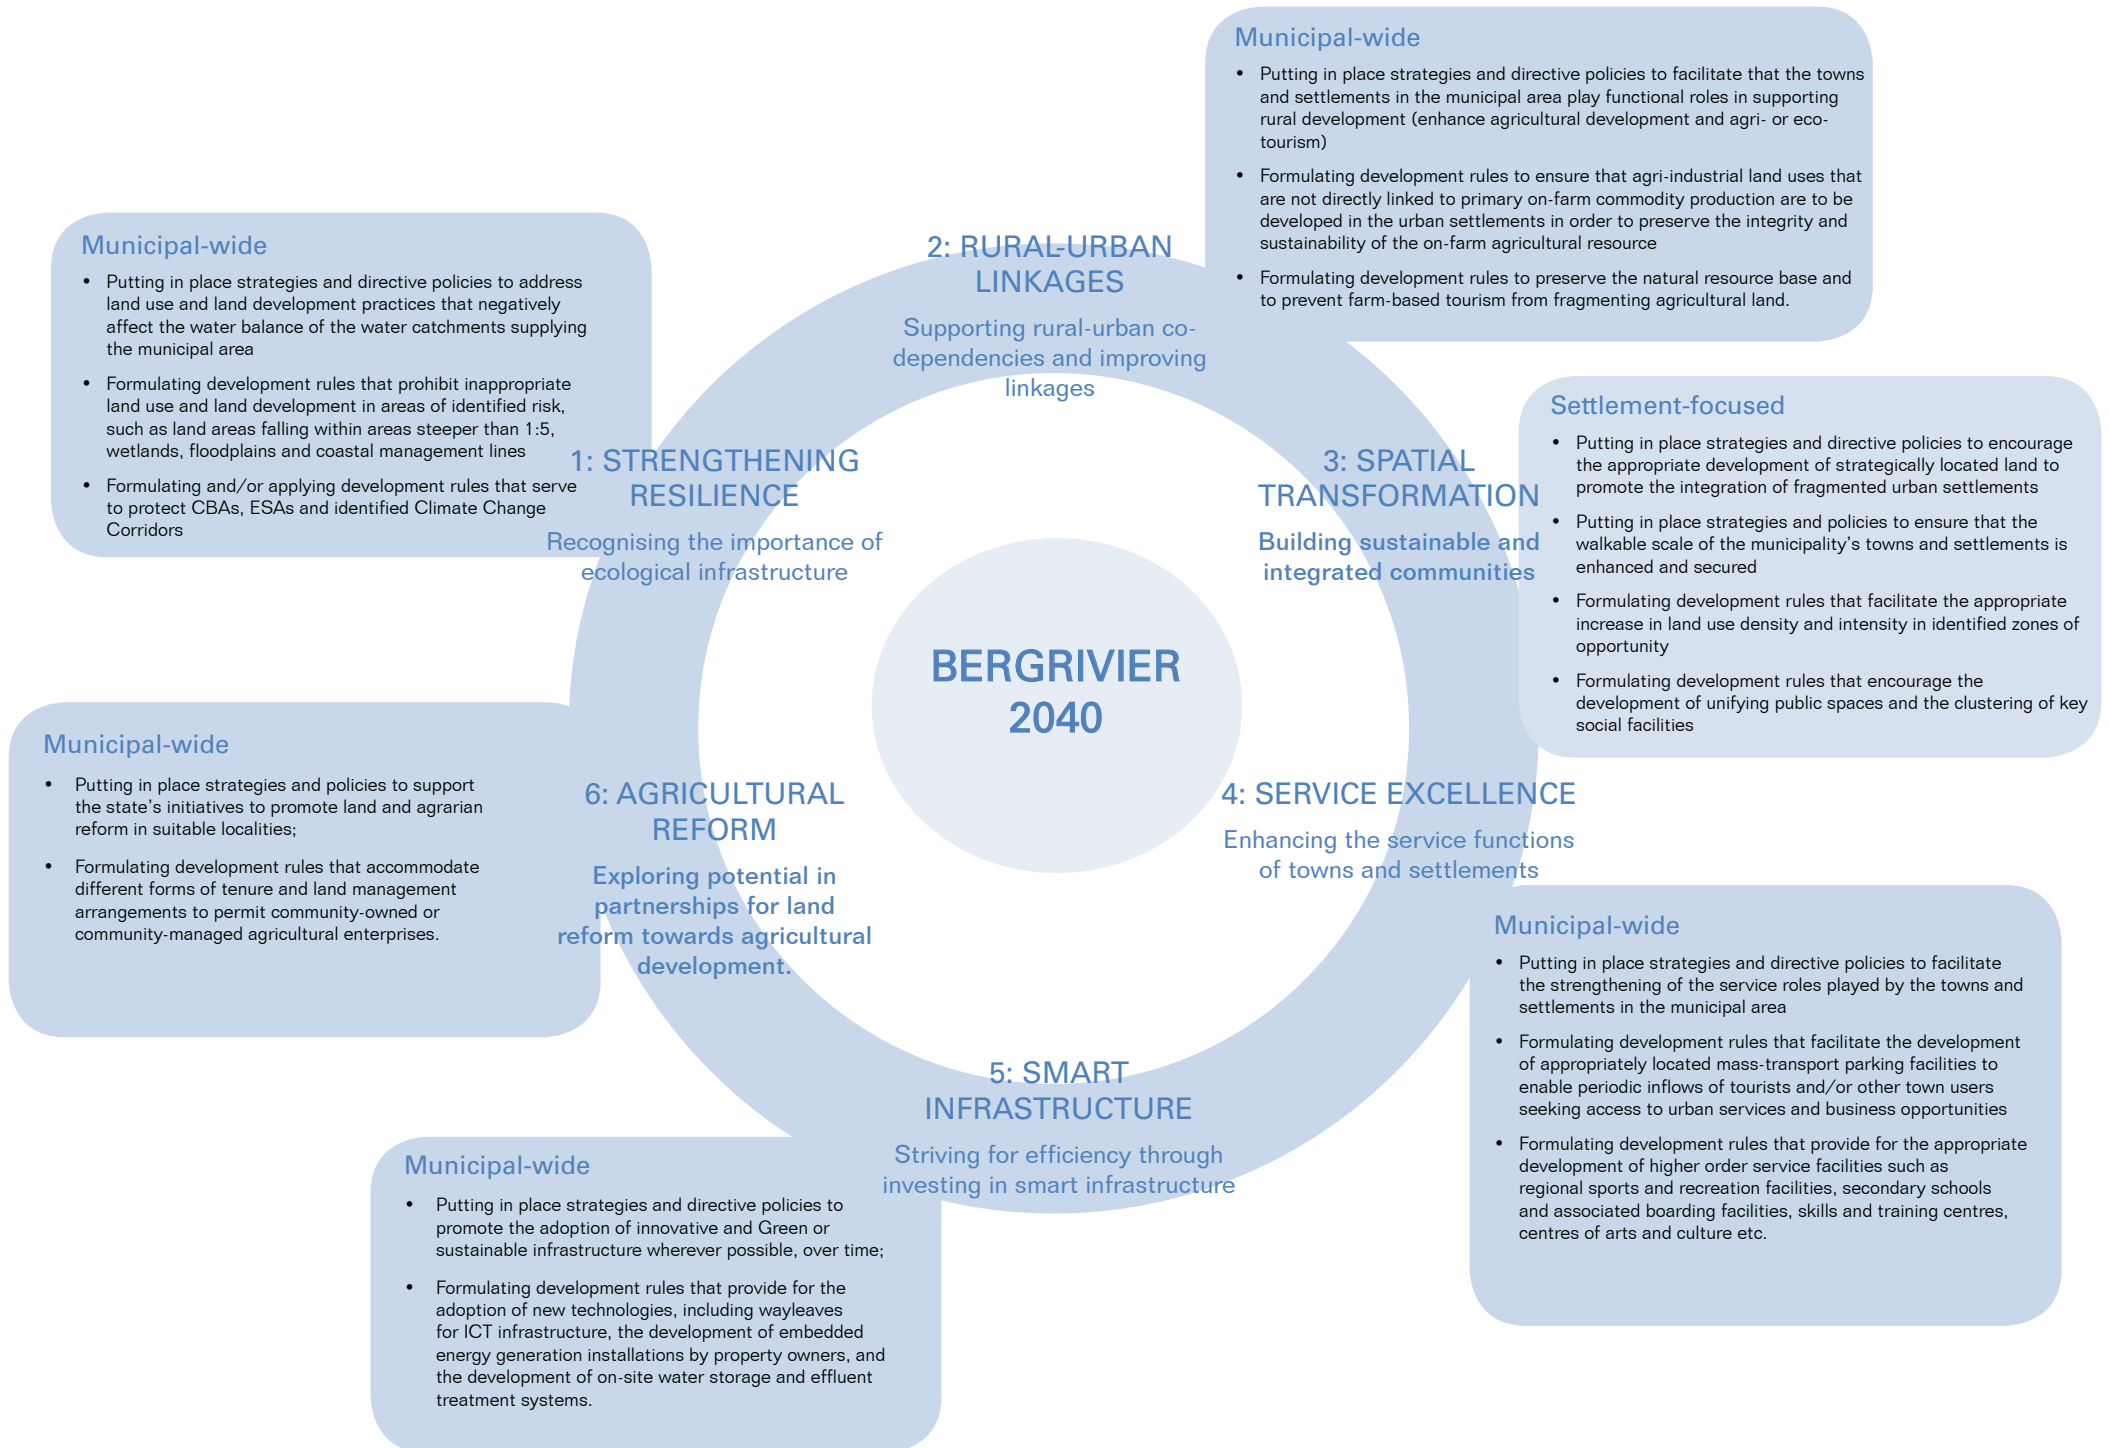 Municipal-wide
• Putting in place strategies and directive policies to address
land use and land development practices that negatively
affect the water balance of the water catchments supplying
the municipal area
• Formulating development rules that prohibit inappropriate
land use and land development in areas of identified risk,
such as land areas falling within areas steeper than 1:5,
wetlands, floodplains and coastal management lines
• Formulating and/or applying development rules that serve
to protect CBAs, ESAs and identified Climate Change
Corridors
1: STRENGTHENING
RESILIENCE
Recognising the importance of
ecological infrastructure
2: RURAL-URBAN
LINKAGES
Supporting rural-urban co-
dependencies and improving
linkages
Municipal-wide
• Putting in place strategies and directive policies to facilitate that the towns
and settlements in the municipal area play functional roles in supporting
rural development (enhance agricultural development and agri- or eco-
tourism)
• Formulating development rules to ensure that agri-industrial land uses that
are not directly linked to primary on-farm commodity production are to be
developed in the urban settlements in order to preserve the integrity and
sustainability of the on-farm agricultural resource
• Formulating development rules to preserve the natural resource base and
to prevent farm-based tourism from fragmenting agricultural land.
3: SPATIAL
TRANSFORMATION
Building sustainable and
integrated communities
Settlement-focused
• Putting in place strategies and directive policies to encourage
the appropriate development of strategically located land to
promote the integration of fragmented urban settlements
• Putting in place strategies and policies to ensure that the
walkable scale of the municipality's towns and settlements is
enhanced and secured
• Formulating development rules that facilitate the appropriate
increase in land use density and intensity in identified zones of
opportunity
• Formulating development rules that encourage the
development of unifying public spaces and the clustering of key
social facilities
BERGRIVIER
2040
4: SERVICE EXCELLENCE
Enhancing the service functions
of towns and settlements
Municipal-wide
• Putting in place strategies and directive policies to facilitate
the strengthening of the service roles played by the towns and
settlements in the municipal area
• Formulating development rules that facilitate the development
of appropriately located mass-transport parking facilities to
enable periodic inflows of tourists and/or other town users
seeking access to urban services and business opportunities
• Formulating development rules that provide for the appropriate
development of higher order service facilities such as
regional sports and recreation facilities, secondary schools
and associated boarding facilities, skills and training centres,
centres of arts and culture etc.
5: SMART
INFRASTRUCTURE
Striving for efficiency through
investing in smart infrastructure
Municipal-wide
• Putting in place strategies and directive policies to
promote the adoption of innovative and Green or
sustainable infrastructure wherever possible, over time;
• Formulating development rules that provide for the
adoption of new technologies, including wayleaves
for ICT infrastructure, the development of embedded
energy generation installations by property owners, and
the development of on-site water storage and effluent
treatment systems.
6: AGRICULTURAL
REFORM
Exploring potential in
partnerships for land
reform towards agricultural
development.
Municipal-wide
• Putting in place strategies and policies to support
the state's initiatives to promote land and agrarian
reform in suitable localities;
• Formulating development rules that accommodate
different forms of tenure and land management
arrangements to permit community-owned or
community-managed agricultural enterprises.